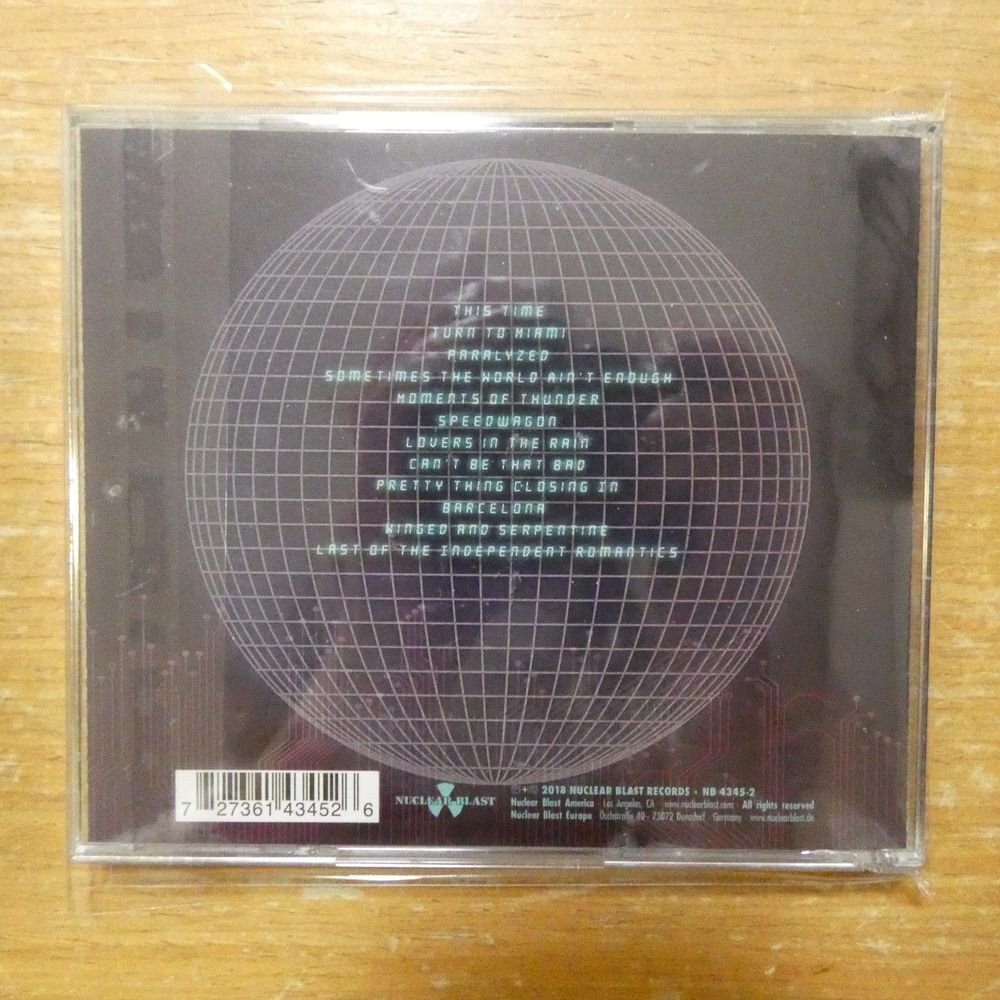 THIS TIME
TURN TO MIAMI
PARALYZED
SOMETIMES THE WORLD AIN'T ENOUGH
MOMENTS OF THUNDER
SPEEDWAGON
LOVERS IN THE RAIN
CAN'T BE THAT BAD
PRETTY THING CLOSING IN
BARCELONA
WINGED AND SERPENTINE
LAST OF THE INDEPENDENT ROMANTICS
7 27361 43452 6
NUCLEAR BLAST
℗+© 2018 NUCLEAR BLAST RECORDS · NB 4345-2
Nuclear Blast America · Los Angeles, CA · www.nuclearblast.com · All rights reserved
Nuclear Blast Europe · Oschstraße 40 · 73072 Donzdorf · Germany · www.nuclearblast.de